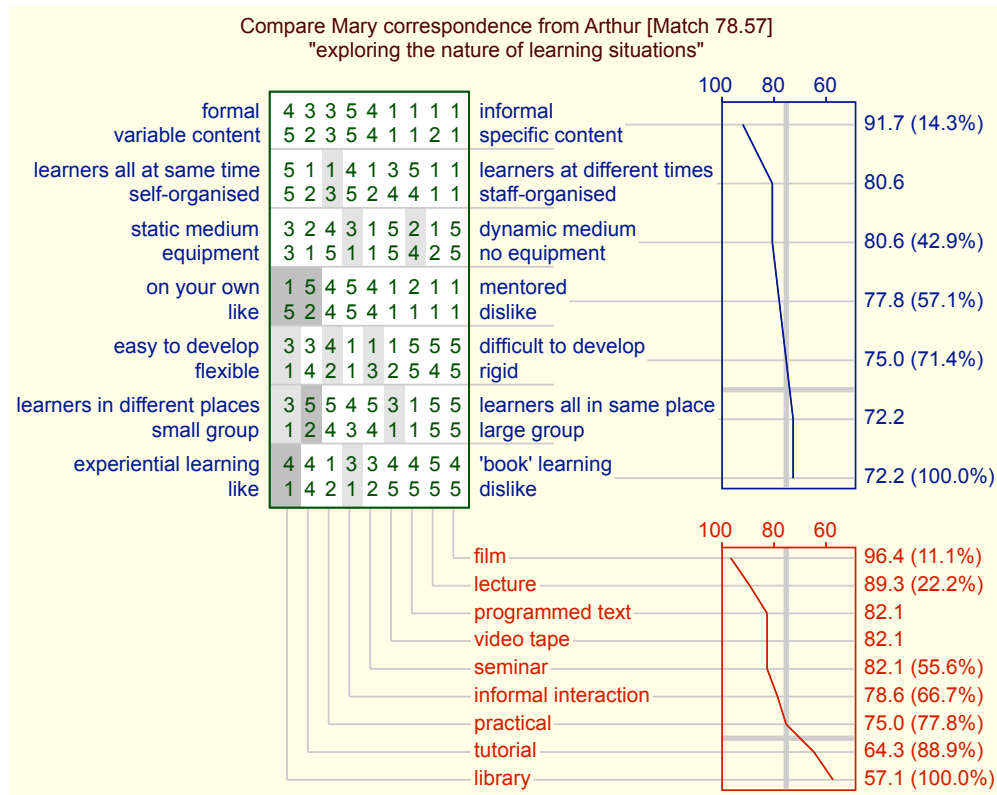 Compare Mary correspondence from Arthur [Match 78.57]
"exploring the nature of learning situations"
100 80 60
formal 4 3 3 5 4 1 1 1 1 informal 91.7 (14.3%)
variable content 5 2 3 5 4 1 1 2 1 specific content
learners all at same time 5 1 1 4 1 3 5 1 1 learners at different times 80.6
self-organised 5 2 3 5 2 4 4 1 1 staff-organised
static medium 3 2 4 3 1 5 2 1 5 dynamic medium 80.6 (42.9%)
equipment 3 1 5 1 1 5 4 2 5 no equipment
on your own 1 5 4 5 4 1 2 1 1 mentored 77.8 (57.1%)
like 5 2 4 5 4 1 1 1 1 dislike
easy to develop 3 3 4 1 1 1 5 5 5 difficult to develop 75.0 (71.4%)
flexible 1 4 2 1 3 2 5 4 5 rigid
learners in different places 3 5 5 4 5 3 1 5 5 learners all in same place 72.2
small group 1 2 4 3 4 1 1 5 5 large group
experiential learning 4 4 1 3 3 4 4 5 4 'book' learning 72.2 (100.0%)
like 1 4 2 1 2 5 5 5 5 dislike
100 80 60
film 96.4 (11.1%)
lecture 89.3 (22.2%)
programmed text 82.1
video tape 82.1
seminar 82.1 (55.6%)
informal interaction 78.6 (66.7%)
practical 75.0 (77.8%)
tutorial 64.3 (88.9%)
library 57.1 (100.0%)